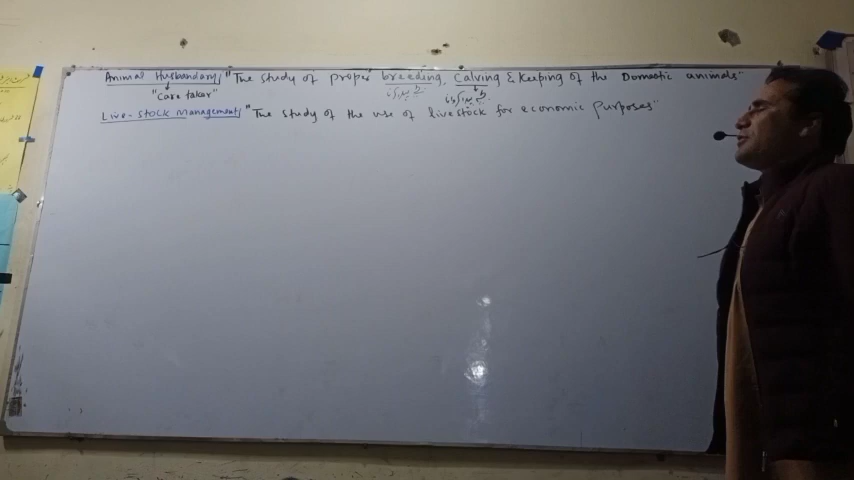 Animal Husbandary "The study of proper breeding, Calving & Keeping of the Domestic animals"
"Care taker"
Live-stock Management "The study of the use of livestock for economic purposes"